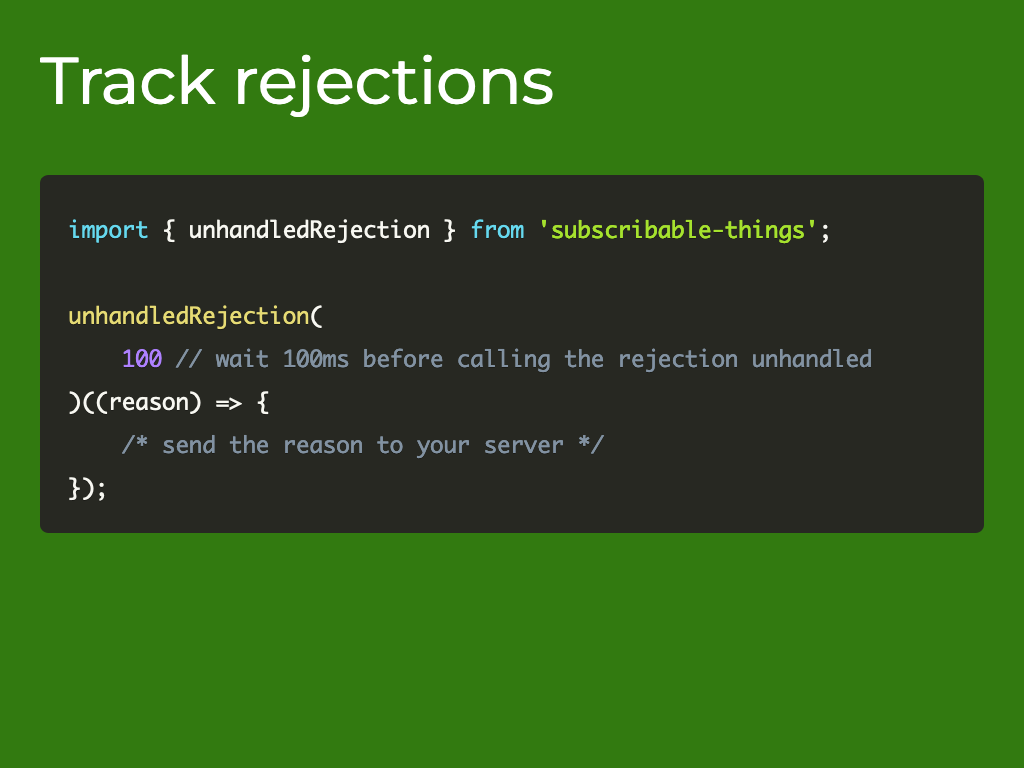 Track rejections
import { unhandledRejection } from 'subscribable-things';
unhandledRejection(
    100 // wait 100ms before calling the rejection unhandled
)((reason) => {
    /* send the reason to your server */
});